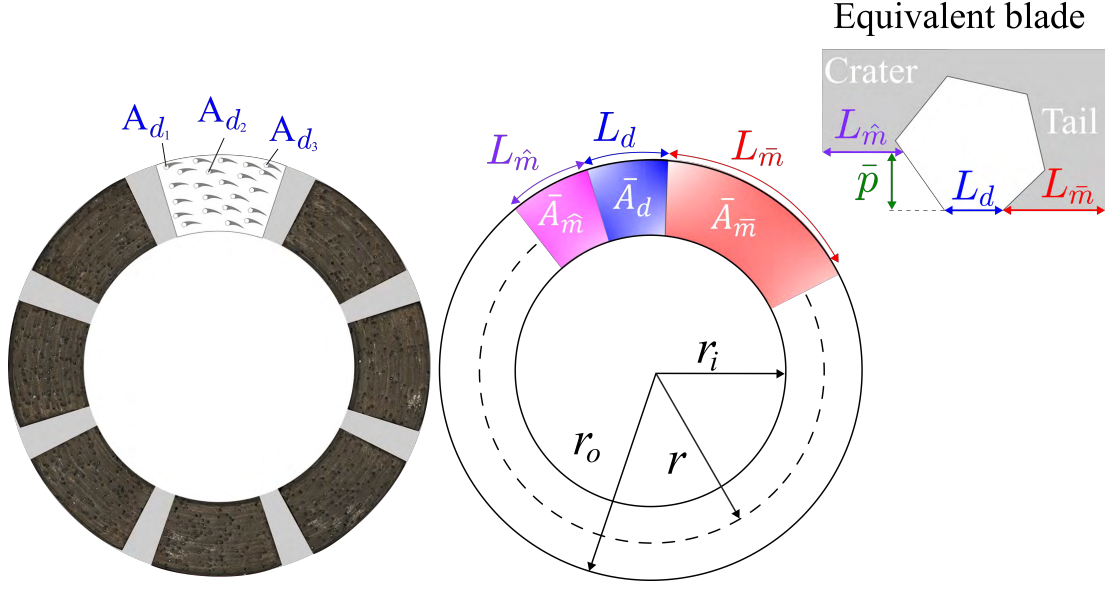 Equivalent blade
Crater
Tail
L_{\hat{m}}
\bar{p}
L_d
L_{\bar{m}}
A_{d_1}
A_{d_2}
A_{d_3}
L_{\hat{m}}
L_d
L_{\bar{m}}
\bar{A}_{\hat{m}}
\bar{A}_d
\bar{A}_{\bar{m}}
r_i
r_o
r